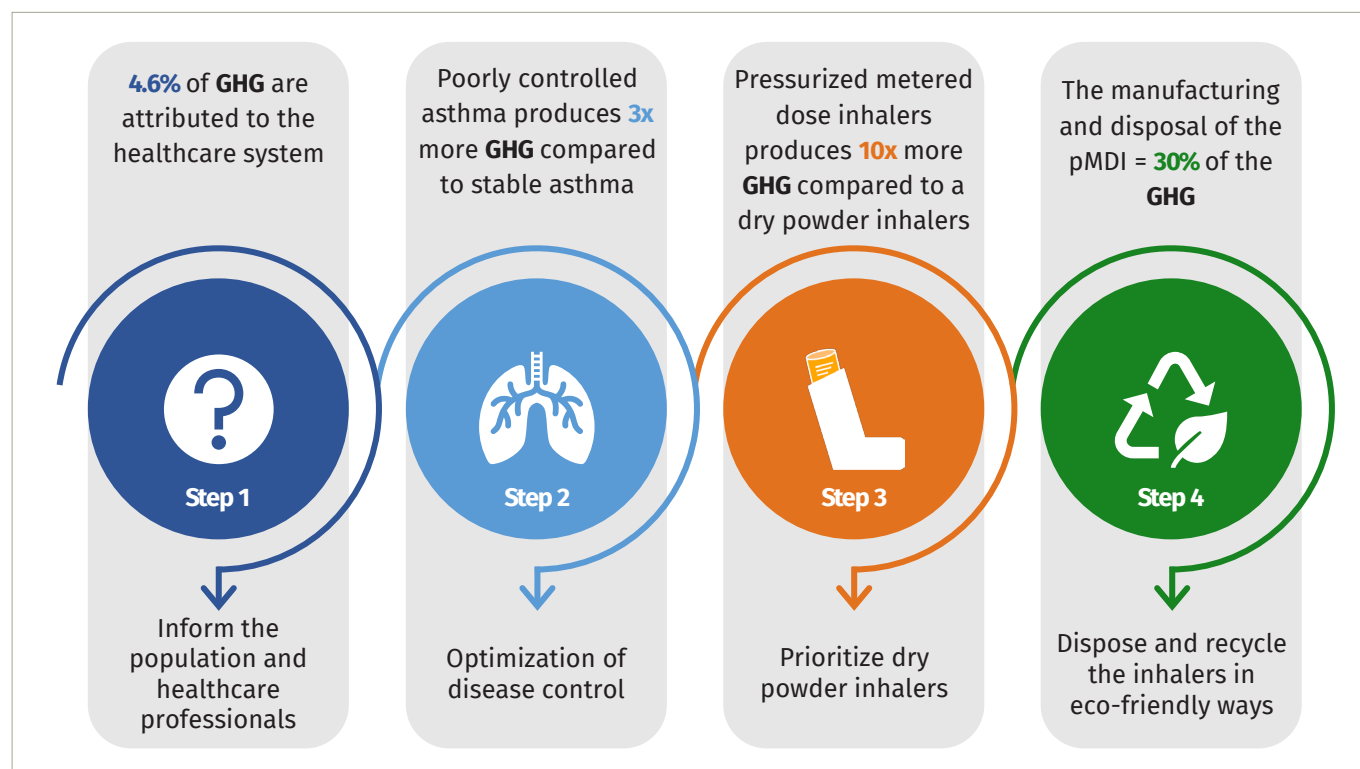 4.6% of GHG are
attributed to the
healthcare system
Step 1
Inform the
population and
healthcare
professionals
Poorly controlled
asthma produces 3x
more GHG compared
to stable asthma
Step 2
Optimization of
disease control
Pressurized metered
dose inhalers
produces 10x more
GHG compared to a
dry powder inhalers
Step 3
Prioritize dry
powder inhalers
The manufacturing
and disposal of the
pMDI = 30% of the
GHG
Step 4
Dispose and recycle
the inhalers in
eco-friendly ways